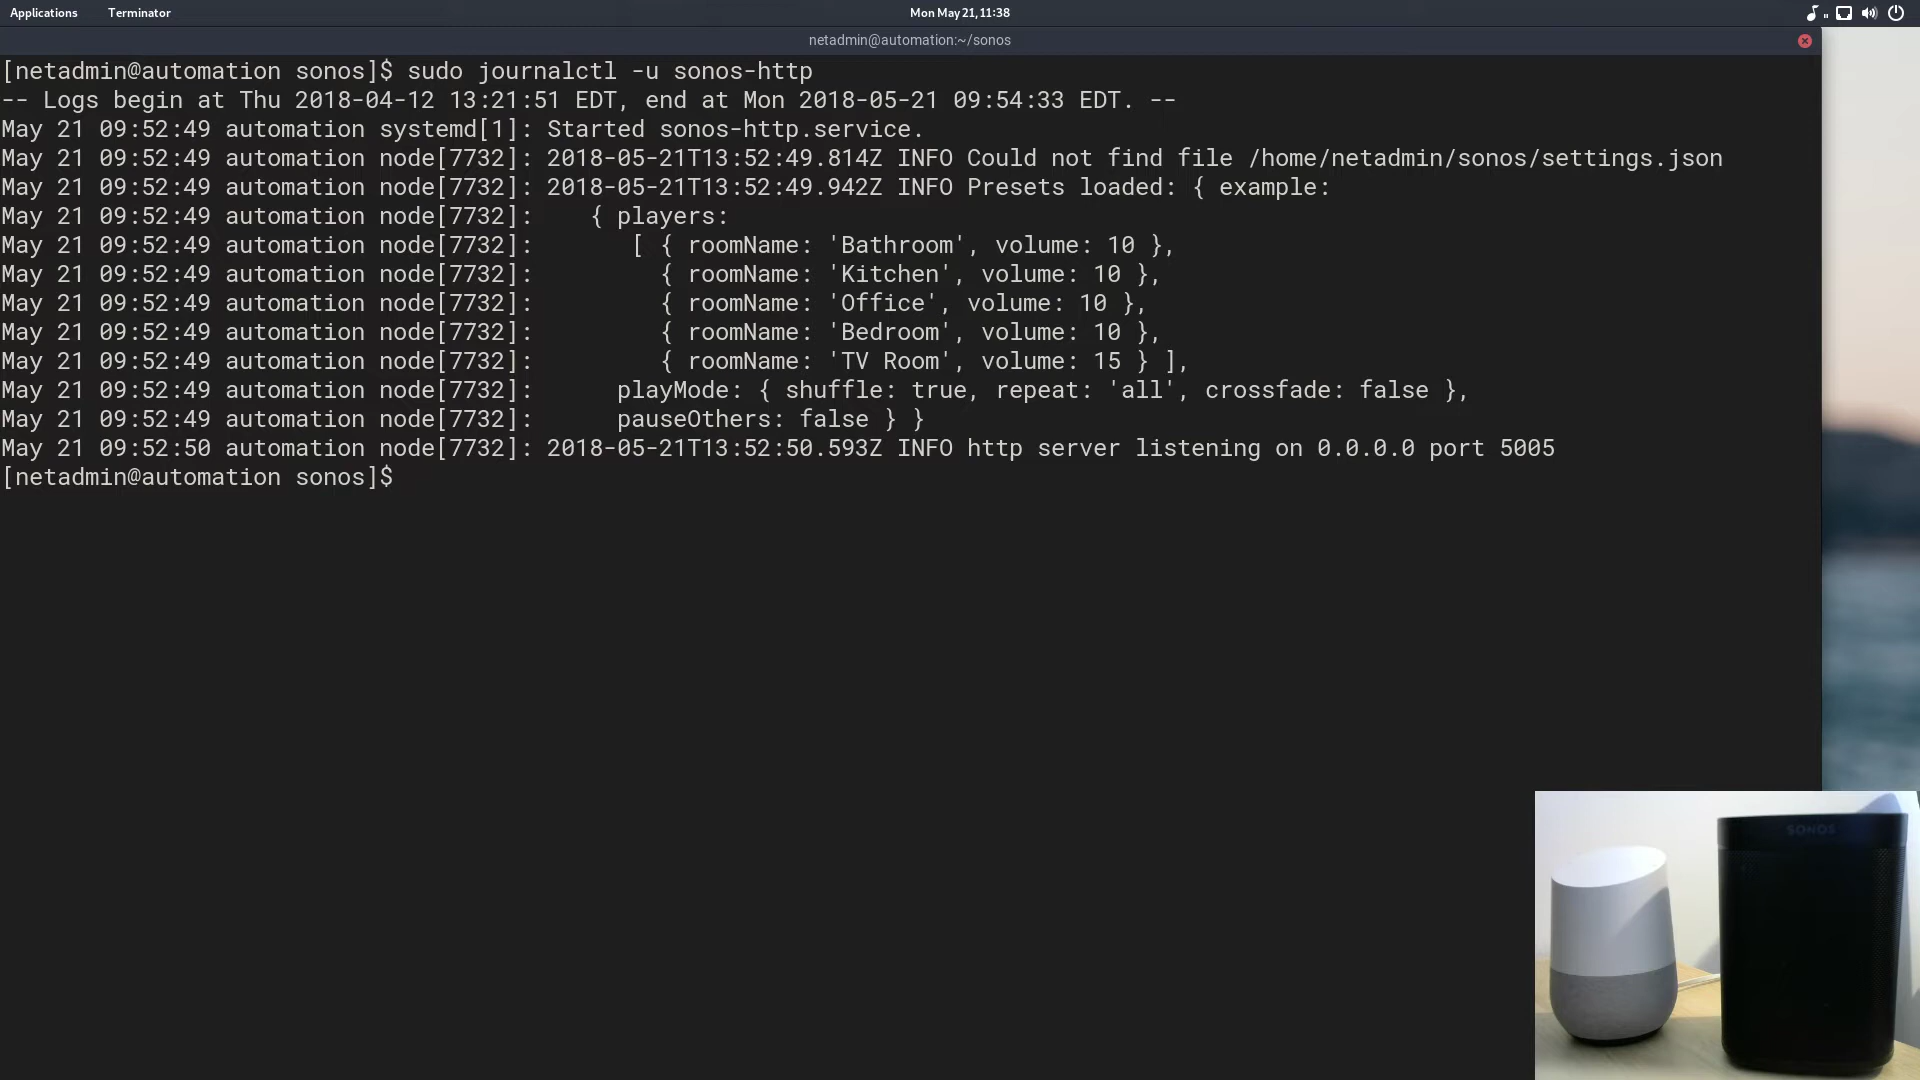 Applications Terminator Mon May 21, 11:38
netadmin@automation:~/sonos
[netadmin@automation sonos]$ sudo journalctl -u sonos-http
-- Logs begin at Thu 2018-04-12 13:21:51 EDT, end at Mon 2018-05-21 09:54:33 EDT. --
May 21 09:52:49 automation systemd[1]: Started sonos-http.service.
May 21 09:52:49 automation node[7732]: 2018-05-21T13:52:49.814Z INFO Could not find file /home/netadmin/sonos/settings.json
May 21 09:52:49 automation node[7732]: 2018-05-21T13:52:49.942Z INFO Presets loaded: { example:
May 21 09:52:49 automation node[7732]:    { players:
May 21 09:52:49 automation node[7732]:       [ { roomName: 'Bathroom', volume: 10 },
May 21 09:52:49 automation node[7732]:         { roomName: 'Kitchen', volume: 10 },
May 21 09:52:49 automation node[7732]:         { roomName: 'Office', volume: 10 },
May 21 09:52:49 automation node[7732]:         { roomName: 'Bedroom', volume: 10 },
May 21 09:52:49 automation node[7732]:         { roomName: 'TV Room', volume: 15 } ],
May 21 09:52:49 automation node[7732]:      playMode: { shuffle: true, repeat: 'all', crossfade: false },
May 21 09:52:49 automation node[7732]:      pauseOthers: false } }
May 21 09:52:50 automation node[7732]: 2018-05-21T13:52:50.593Z INFO http server listening on 0.0.0.0 port 5005
[netadmin@automation sonos]$
SONOS